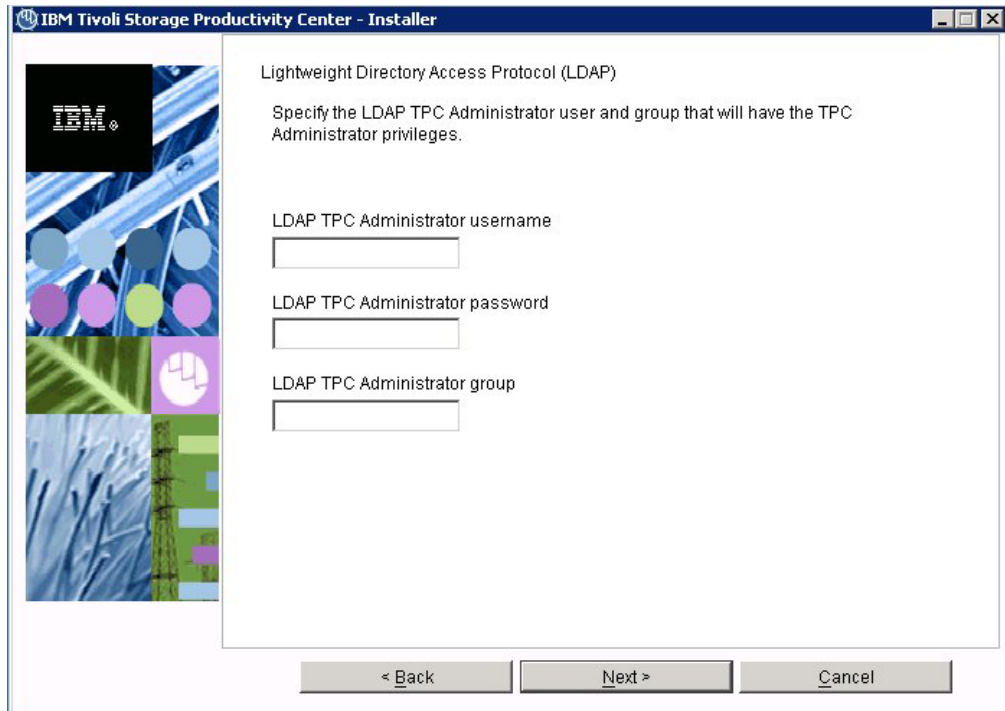 IBM Tivoli Storage Productivity Center - Installer
IBM®
Lightweight Directory Access Protocol (LDAP)
Specify the LDAP TPC Administrator user and group that will have the TPC
Administrator privileges.
LDAP TPC Administrator username
LDAP TPC Administrator password
LDAP TPC Administrator group
< Back
Next >
Cancel